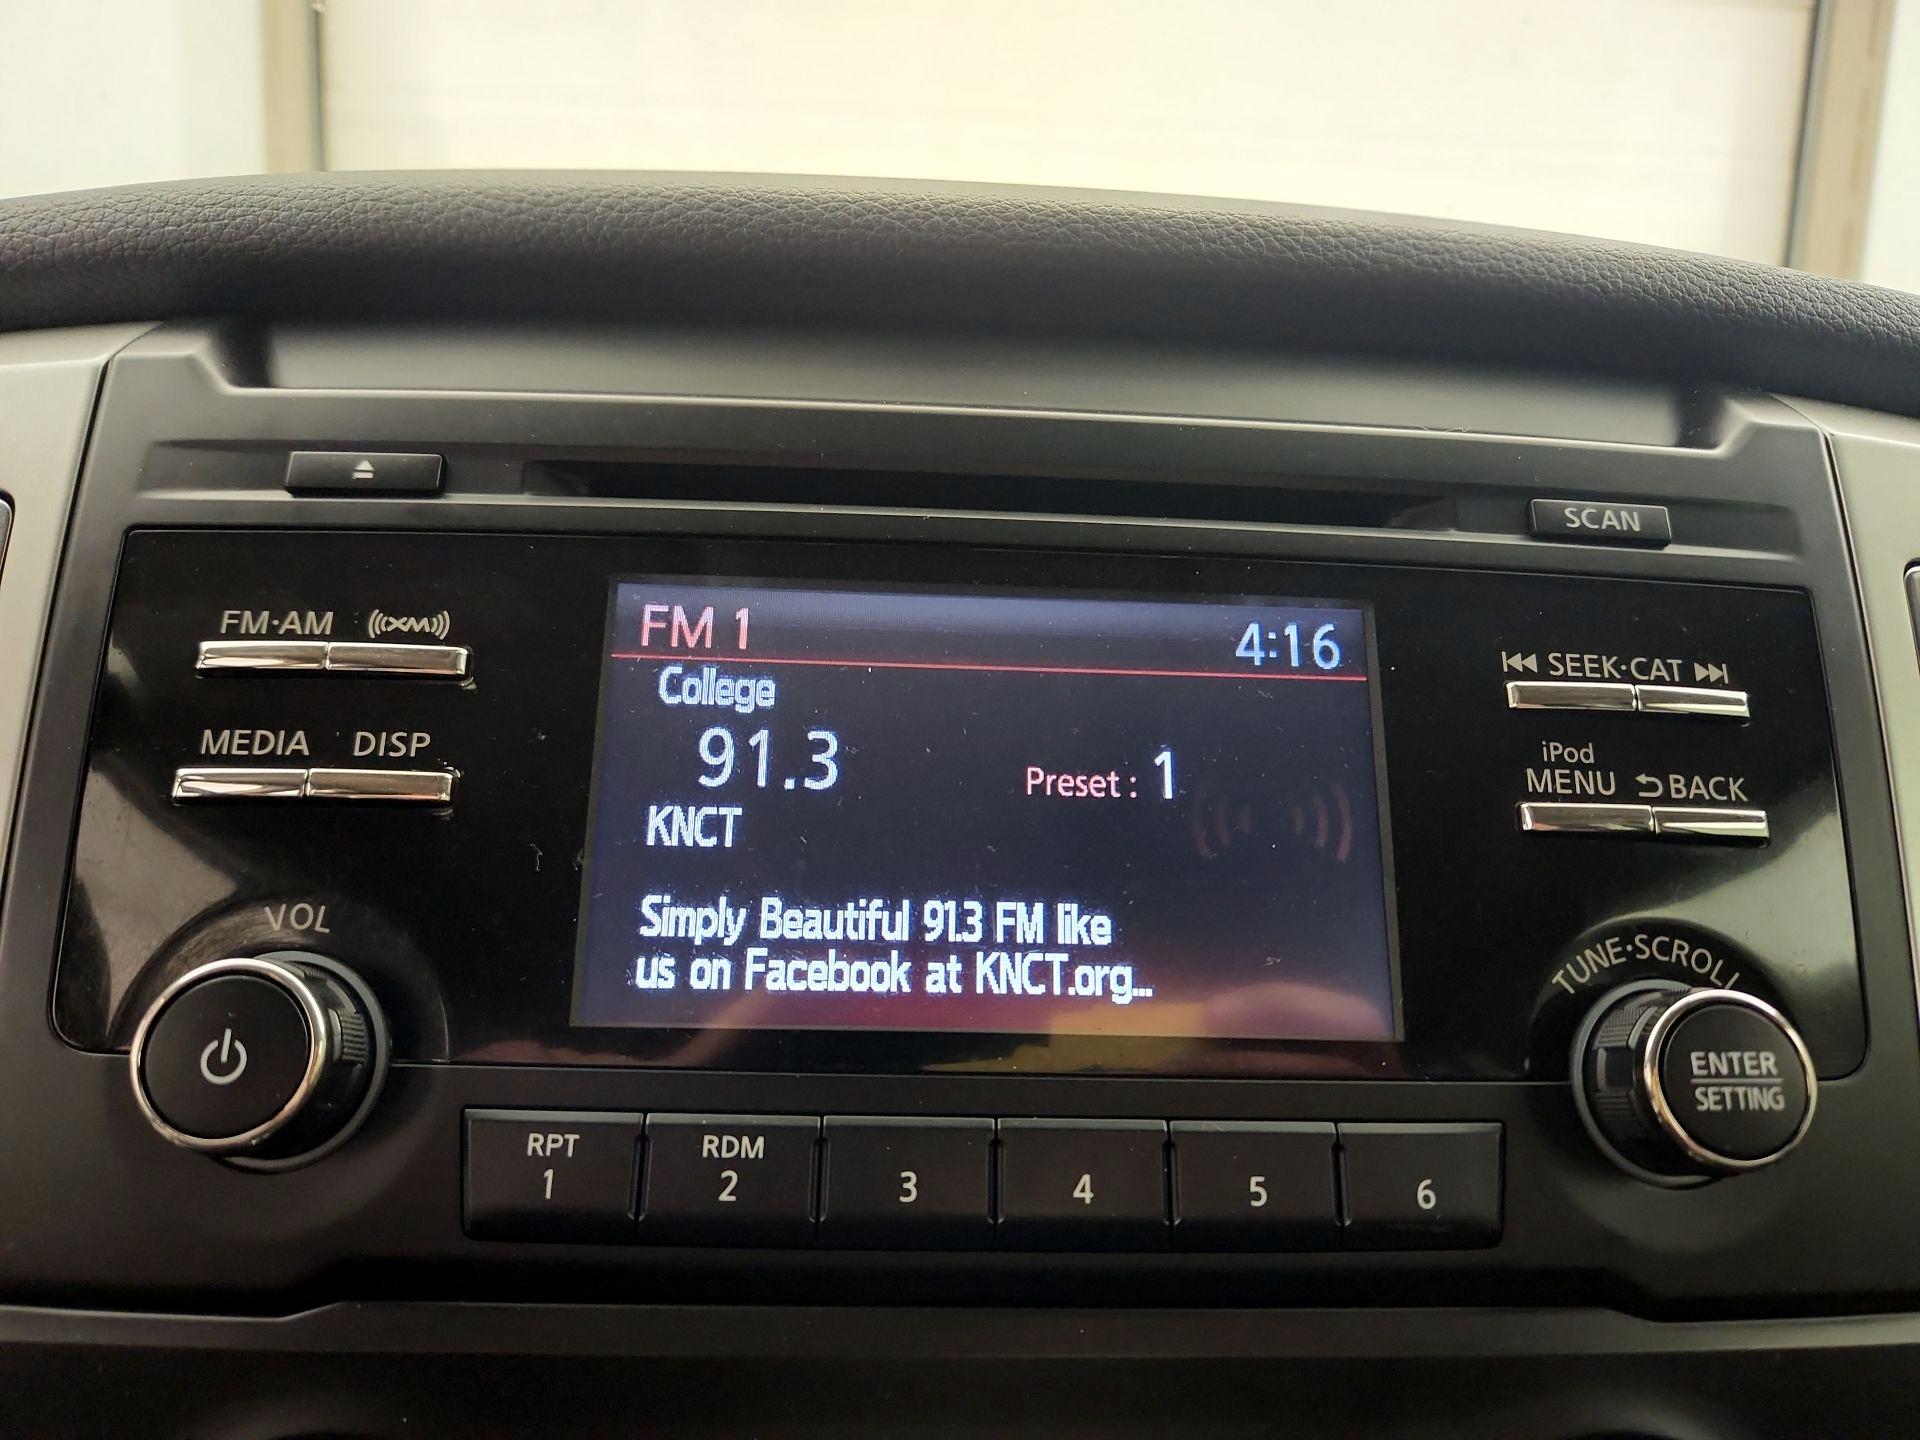 SCAN
FM·AM ((XM))
FM 1 4:16
College
SEEK·CAT
91.3
Preset : 1
MEDIA DISP
iPod
MENU BACK
KNCT
Simply Beautiful 91.3 FM like
us on Facebook at KNCT.org...
VOL
TUNE·SCROLL
ENTER
SETTING
RPT RDM
1 2 3 4 5 6